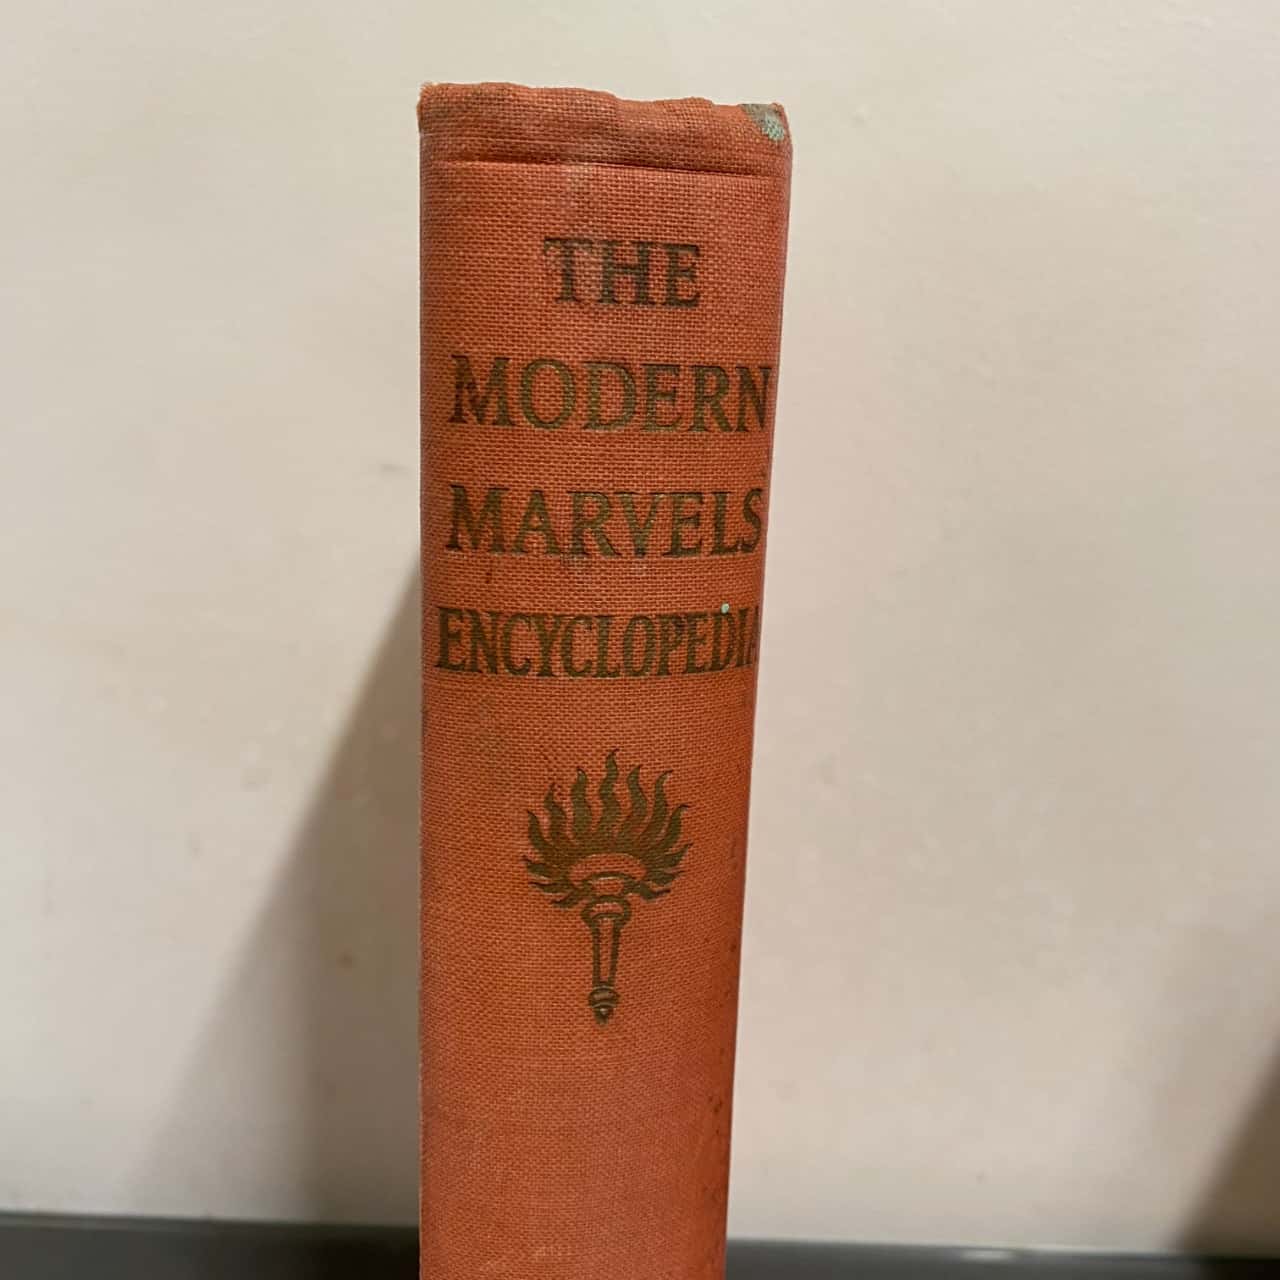 THE
MODERN
MARVELS
ENCYCLOPEDIA